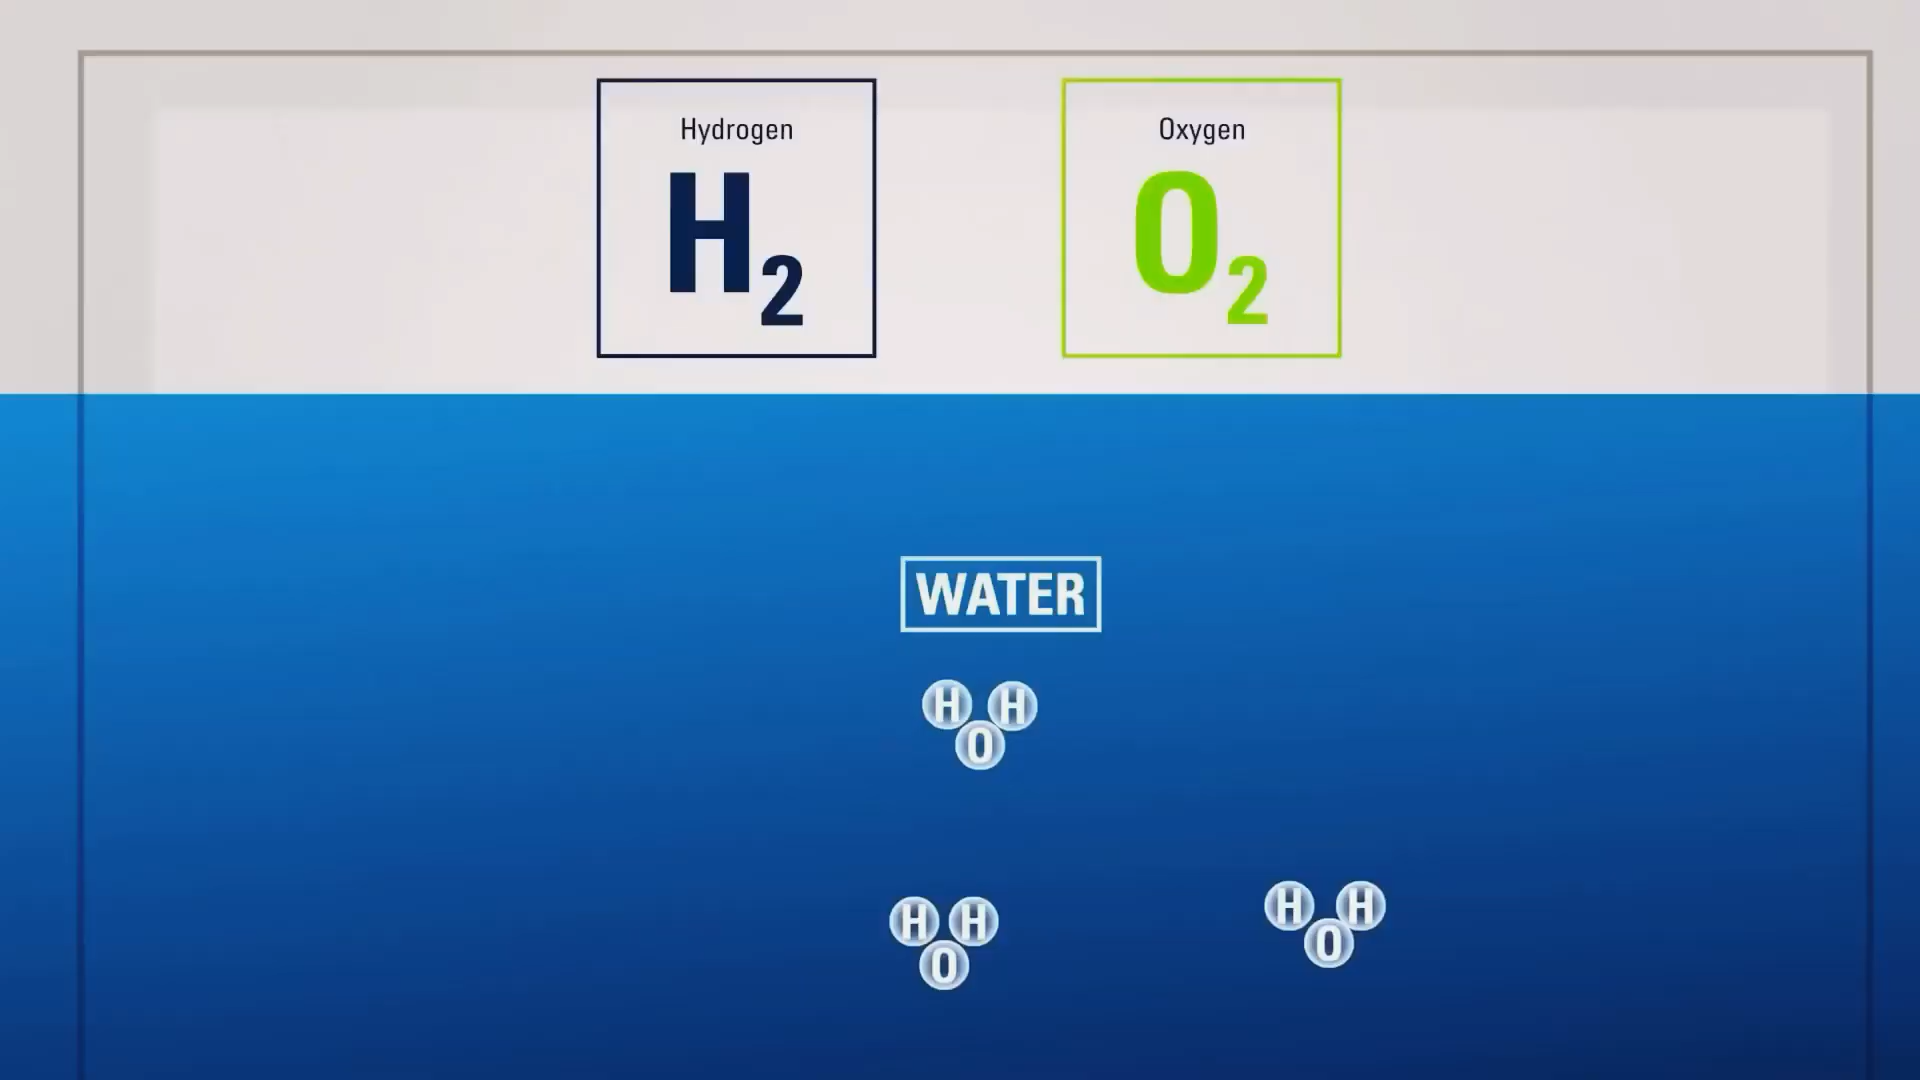 Hydrogen
H2
Oxygen
O2
WATER
H H
O
H H
O
H H
O